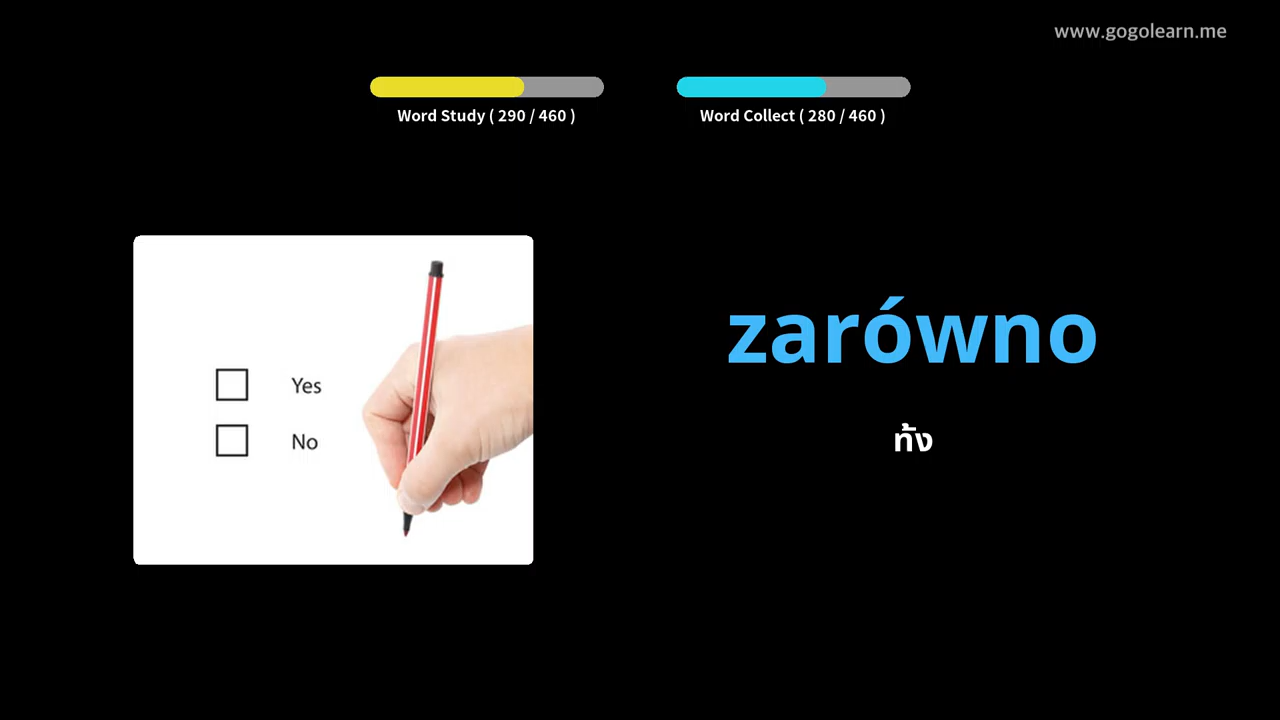 www.gogolearn.me
Word Study ( 290 / 460 )
Word Collect ( 280 / 460 )
Yes
No
zarówno
ทั้ง